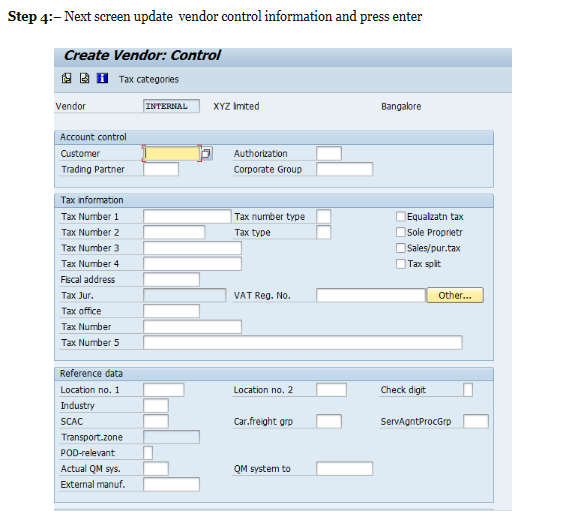 Step 4:– Next screen update vendor control information and press enter
Create Vendor: Control
Tax categories
Vendor INTERNAL XYZ lmited Bangalore
Account control
Customer Authorization
Trading Partner Corporate Group
Tax information
Tax Number 1 Tax number type Equalizatn tax
Tax Number 2 Tax type Sole Proprietr
Tax Number 3 Sales/pur.tax
Tax Number 4 Tax split
Fiscal address
Tax Jur. VAT Reg. No. Other...
Tax office
Tax Number
Tax Number 5
Reference data
Location no. 1 Location no. 2 Check digit
Industry
SCAC Car.freight grp ServAgntProcGrp
Transport.zone
POD-relevant
Actual QM sys. QM system to
External manuf.